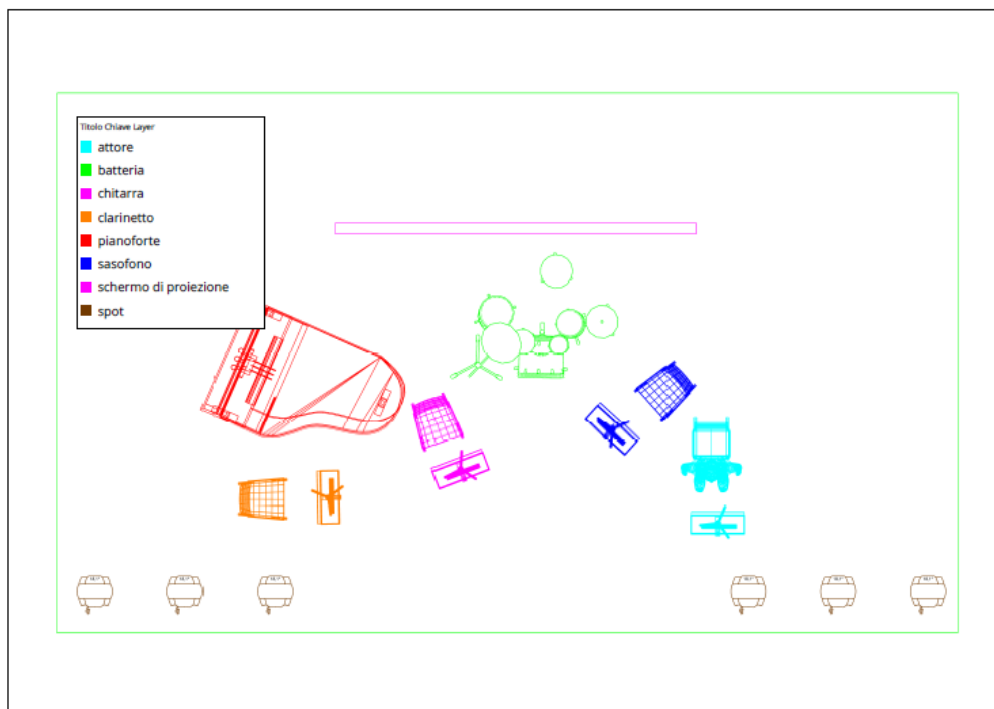 Titolo Chiave Layer
attore
batteria
chitarra
clarinetto
pianoforte
sasofono
schermo di proiezione
spot